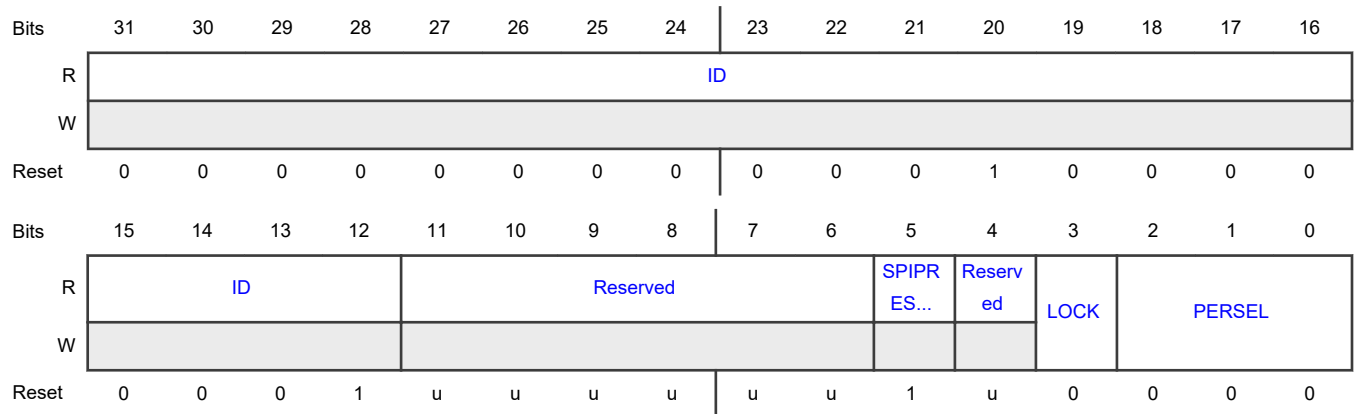 Bits 31 30 29 28 27 26 25 24 23 22 21 20 19 18 17 16
R ID
W
Reset 0 0 0 0 0 0 0 0 0 0 0 1 0 0 0 0
Bits 15 14 13 12 11 10 9 8 7 6 5 4 3 2 1 0
R ID Reserved SPIPR ES... Reserv ed LOCK PERSEL
W
Reset 0 0 0 1 u u u u u u 1 u 0 0 0 0